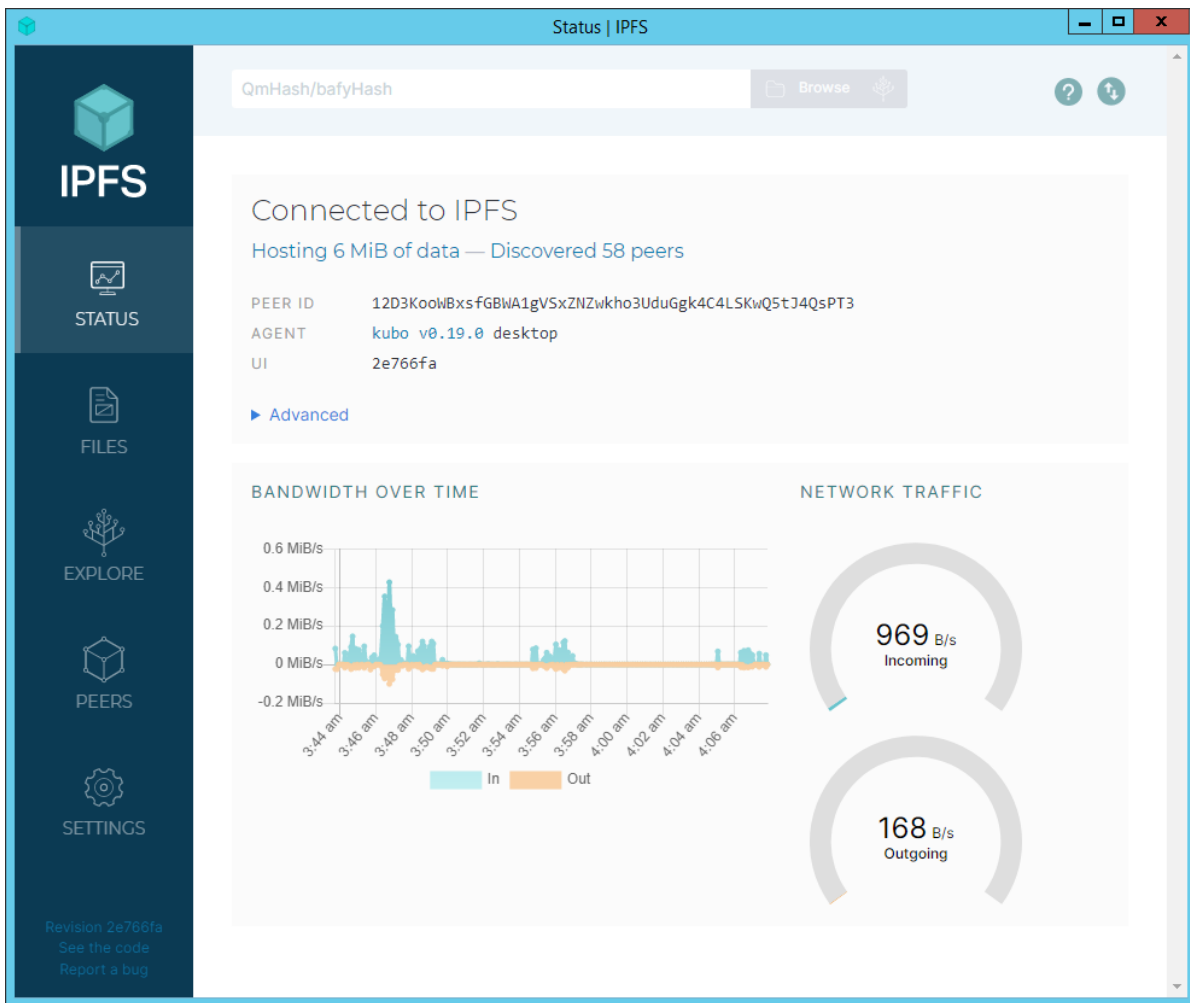 Status | IPFS
QmHash/bafyHash
Browse
IPFS
Connected to IPFS
Hosting 6 MiB of data — Discovered 58 peers
PEER ID 12D3KooWBxsfGBWA1gVSxZNZwkho3UduGgk4C4LSKwQ5tJ4QsPT3
AGENT kubo v0.19.0 desktop
UI 2e766fa
Advanced
STATUS
FILES
EXPLORE
PEERS
SETTINGS
Revision 2e766fa
See the code
Report a bug
BANDWIDTH OVER TIME
0.6 MiB/s
0.4 MiB/s
0.2 MiB/s
0 MiB/s
-0.2 MiB/s
3:44 am
3:46 am
3:48 am
3:50 am
3:52 am
3:54 am
3:56 am
3:58 am
4:00 am
4:02 am
4:04 am
4:06 am
In Out
NETWORK TRAFFIC
969 B/s
Incoming
168 B/s
Outgoing